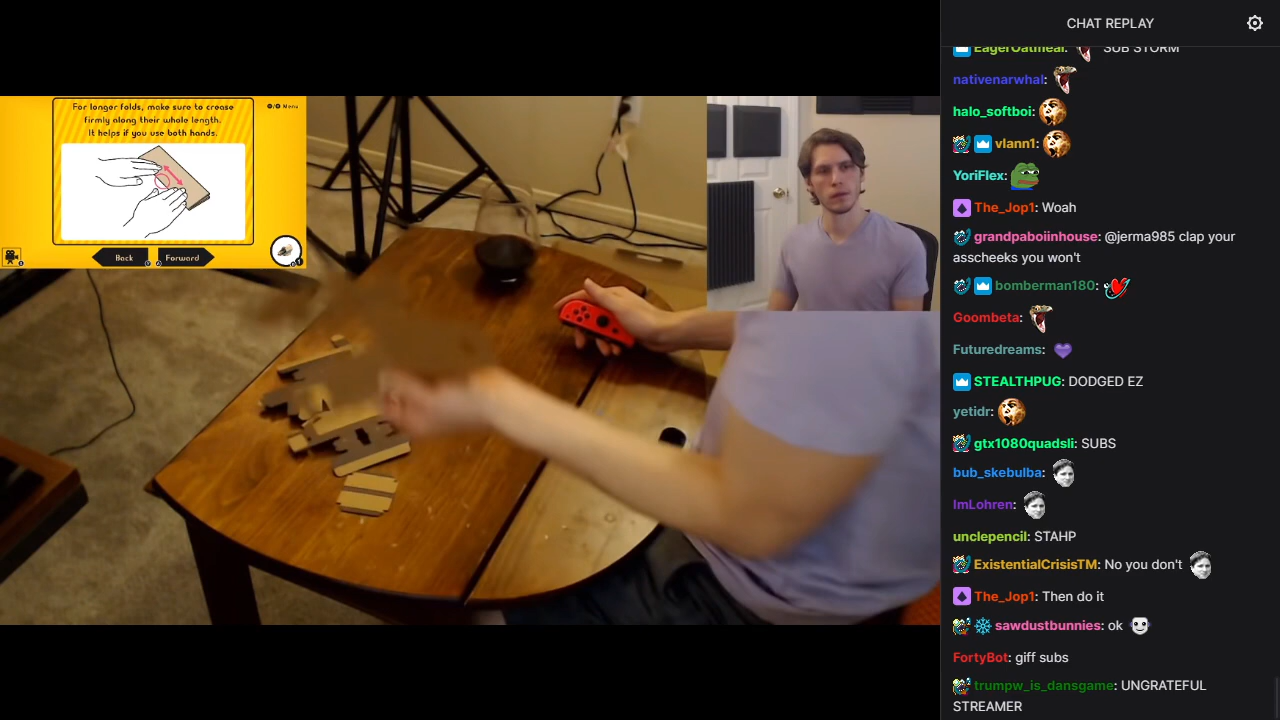 CHAT REPLAY
For longer folds, make sure to crease
firmly along their whole length.
It helps if you use both hands.
Menu
Back
Forward
EagerOatmeal: SUB STORM
nativenarwhal:
halo_softboi:
vlann1:
YoriFlex:
The_Jop1: Woah
grandpaboiinhouse: @jerma985 clap your
asscheeks you won't
bomberman180:
Goombeta:
Futuredreams:
STEALTHPUG: DODGED EZ
yetidr:
gtx1080quadsli: SUBS
bub_skebulba:
ImLohren:
unclepencil: STAHP
ExistentialCrisisTM: No you don't
The_Jop1: Then do it
sawdustbunnies: ok
FortyBot: giff subs
trumpw_is_dansgame: UNGRATEFUL
STREAMER